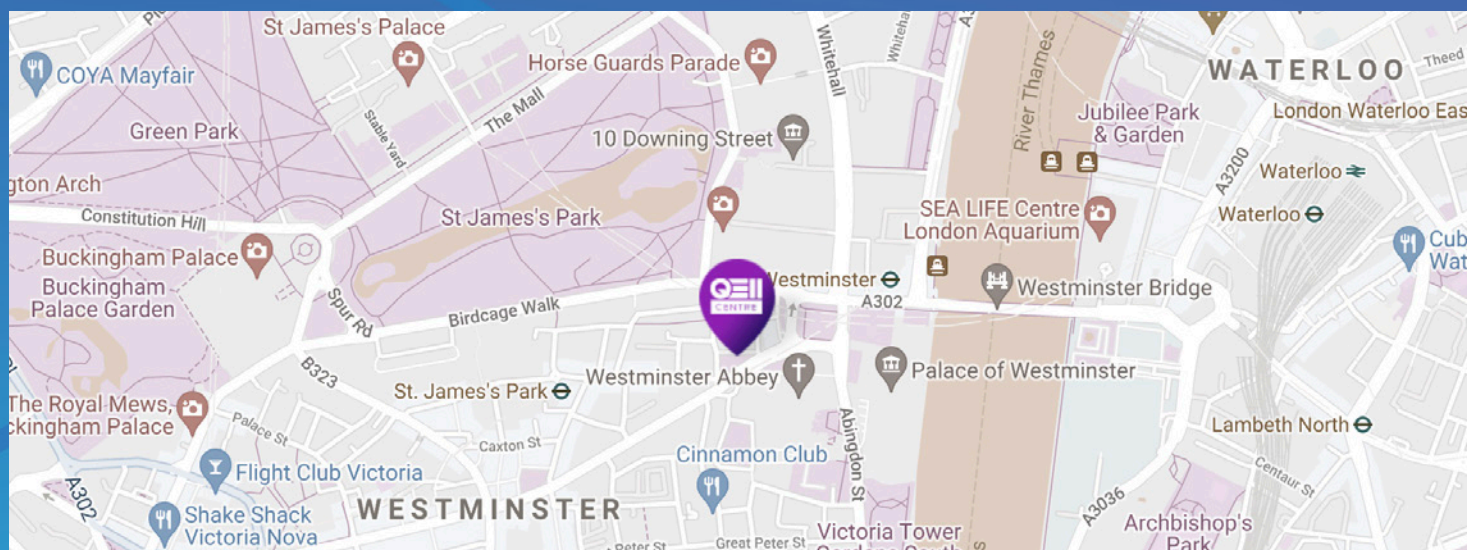 St James's Palace
COYA Mayfair
Horse Guards Parade
Whitehall
Whitehall
WATERLOO
Theed
River Thames
Jubilee Park
& Garden
London Waterloo Eas
Green Park
Stable Yard
The Mall
10 Downing Street
A3200
Waterloo
gton Arch
Constitution Hill
St James's Park
SEA LIFE Centre
London Aquarium
Waterloo
Cub
Wat
Buckingham Palace
Buckingham
Palace Garden
Spur Rd
Birdcage Walk
QEII
CENTRE
Westminster
A302
Westminster Bridge
B323
St. James's Park
Westminster Abbey
Palace of Westminster
The Royal Mews,
ckingham Palace
Palace St
Caxton St
Abingdon St
Lambeth North
Cinnamon Club
Flight Club Victoria
A302
Centaur St
A3036
WESTMINSTER
Shake Shack
Victoria Nova
Peter St
Great Peter St
Victoria Tower
Gardens South
Archbishop's
Park